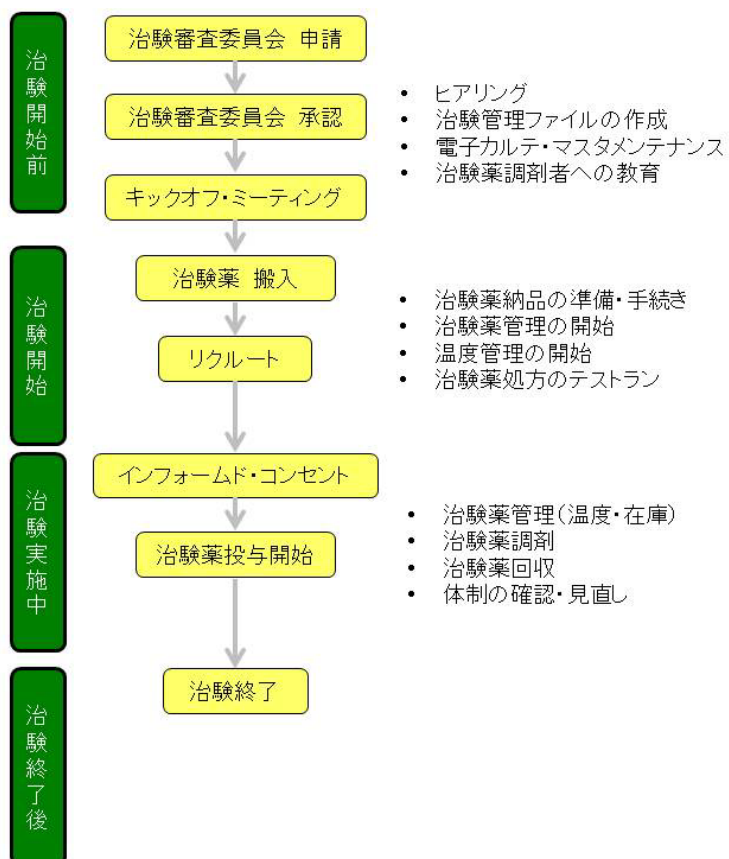 治験開始前
治験審査委員会 申請
治験審査委員会 承認
キックオフ・ミーティング
• ヒアリング
• 治験管理ファイルの作成
• 電子カルテ・マスタメンテナンス
• 治験薬調剤者への教育
治験開始
治験薬 搬入
リクルート
• 治験薬納品の準備・手続き
• 治験薬管理の開始
• 温度管理の開始
• 治験薬処方のテストラン
治験実施中
インフォームド・コンセント
治験薬投与開始
• 治験薬管理(温度・在庫)
• 治験薬調剤
• 治験薬回収
• 体制の確認・見直し
治験終了後
治験終了